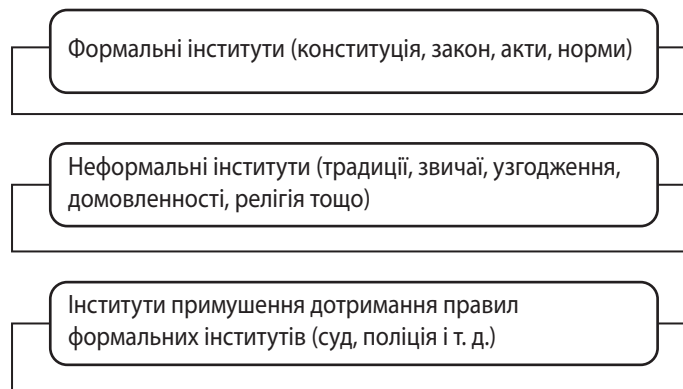 Формальні інститути (конституція, закон, акти, норми)
Неформальні інститути (традиції, звичаї, узгодження,
домовленності, релігія тощо)
Інститути примушення дотримання правил
формальних інститутів (суд, поліція і т. д.)